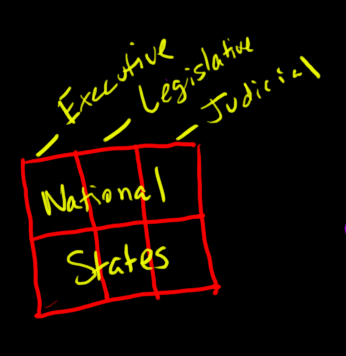 Executive
Legislative
Judicial
National
States